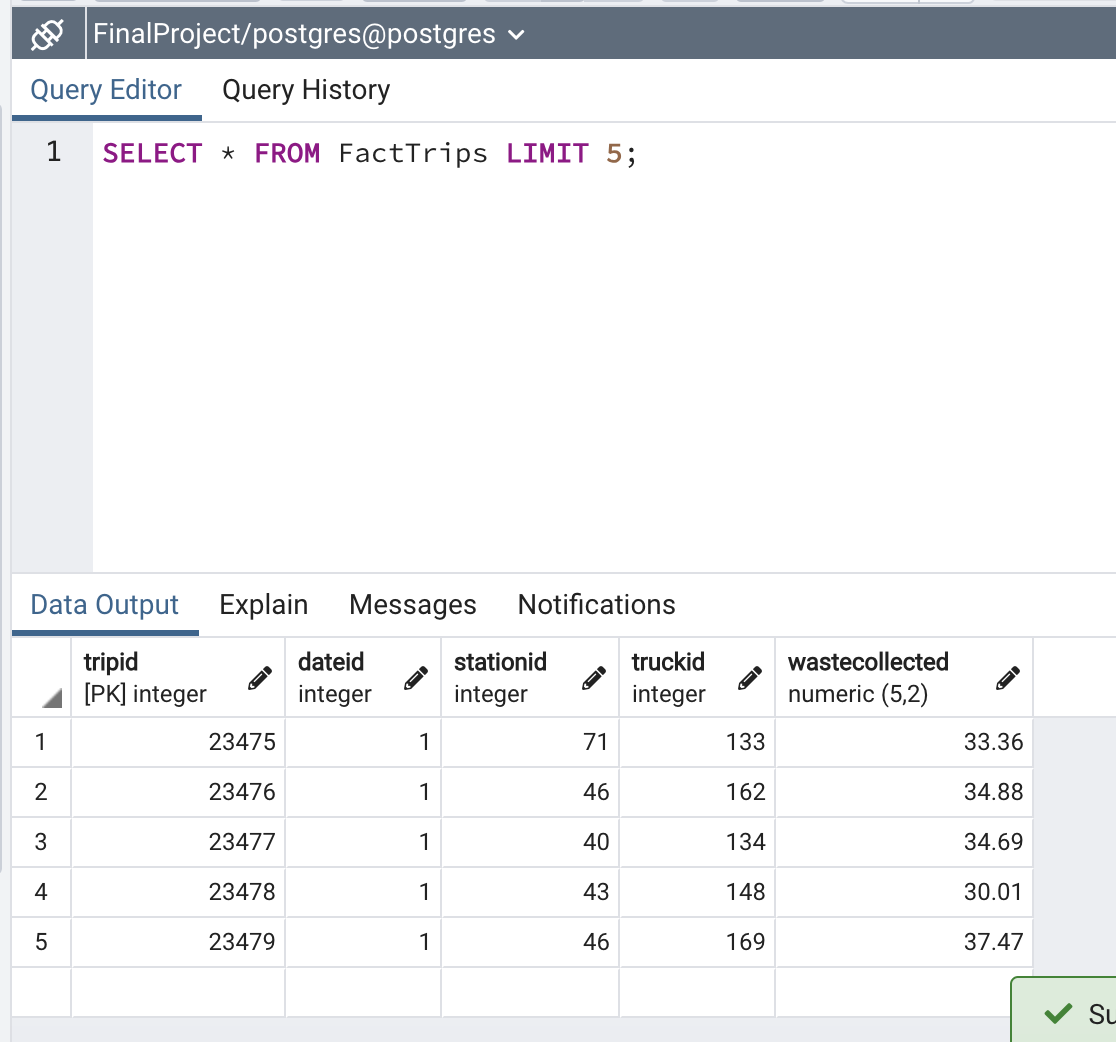 FinalProject/postgres@postgres
Query Editor Query History
1 SELECT * FROM FactTrips LIMIT 5;
Data Output Explain Messages Notifications
tripid dateid stationid truckid wastecollected
[PK] integer integer integer integer numeric (5,2)
1 23475 1 71 133 33.36
2 23476 1 46 162 34.88
3 23477 1 40 134 34.69
4 23478 1 43 148 30.01
5 23479 1 46 169 37.47